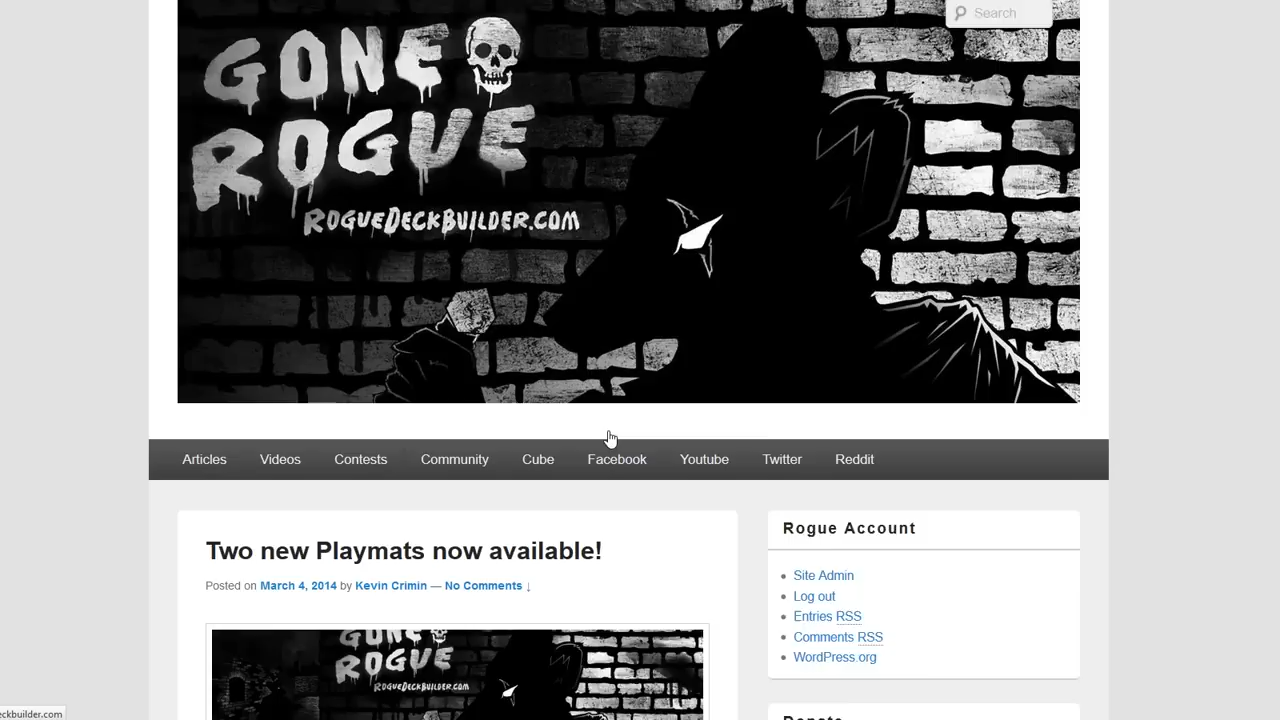 Search
GONE
ROGUE
ROGUEDECKBUILDER.COM
Articles Videos Contests Community Cube Facebook Youtube Twitter Reddit
Two new Playmats now available!
Posted on March 4, 2014 by Kevin Crimin — No Comments ↓
GONE
ROGUE
ROGUEDECKBUILDER.COM
Rogue Account
Site Admin
Log out
Entries RSS
Comments RSS
WordPress.org
Donate
eckbuilder.com